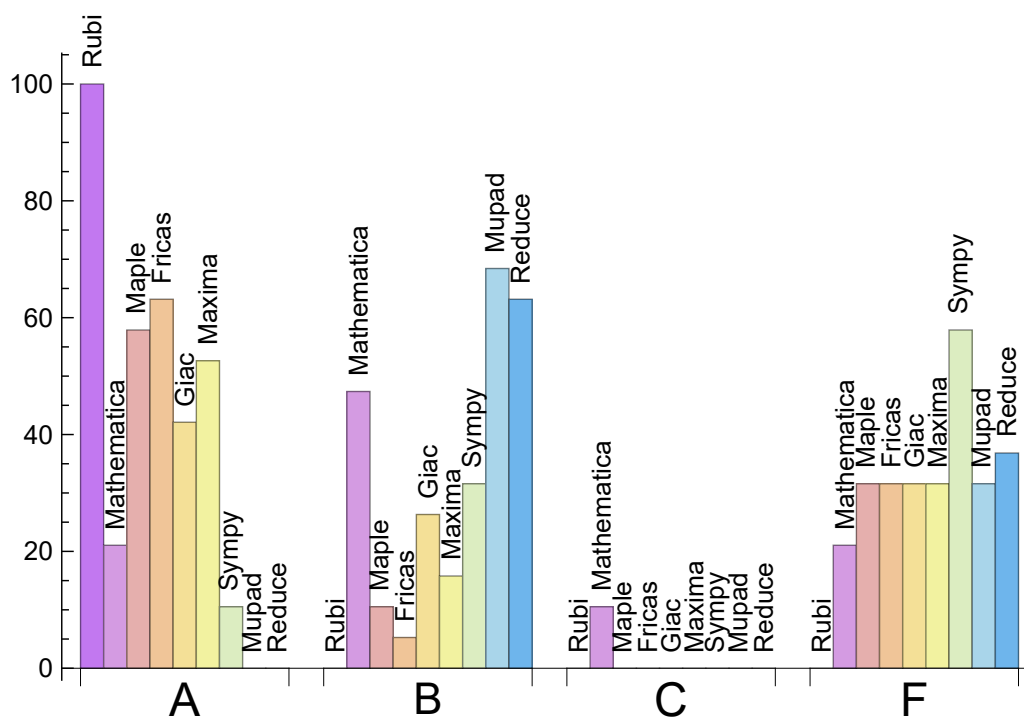 100
80
60
40
20
0
Rubi
Mathematica
Maple
Fricas
Giac
Maxima
Sympy
Mupad
Reduce
A
Rubi
Mathematica
Maple
Fricas
Giac
Maxima
Sympy
Mupad
Reduce
B
Rubi
Mathematica
Maple
Fricas
Giac
Maxima
Sympy
Mupad
Reduce
C
Rubi
Mathematica
Maple
Fricas
Giac
Maxima
Sympy
Mupad
Reduce
F